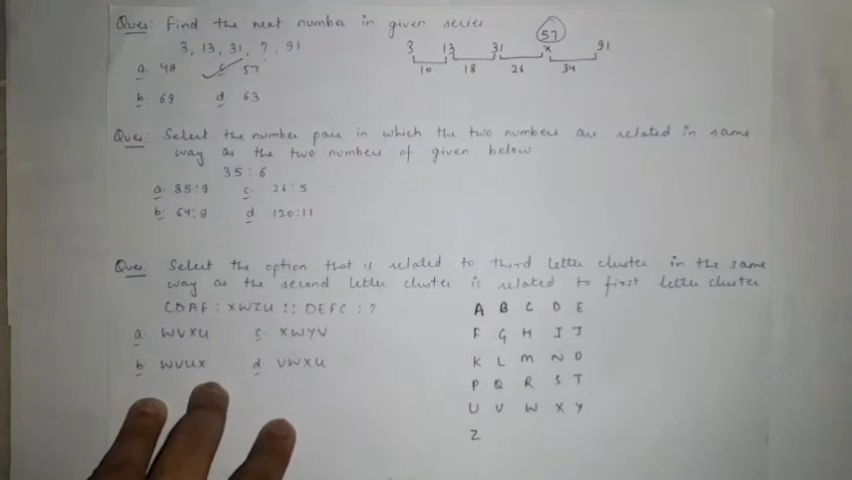 Ques: Find the next number in given series.
3, 13, 31, ?, 91
a. 48 c. 57
b. 69 d 63
57
3 13 31 x 91
10 18 26 34
Ques: Select the number pair in which the two numbers are related in same
way as the two numbers of given below
35 : 6
a. 85:9 c. 26:5
b. 64:8 d 120:11
Ques: Select the option that is related to third letter cluster in the same
way as the second letter cluster is related to first letter cluster
CDAF : XWZU :: DEFC : ?
a WVXU c XWYV
b WVUX d VWXU
A B C D E
F G H I J
K L M N O
P Q R S T
U V W X Y
Z